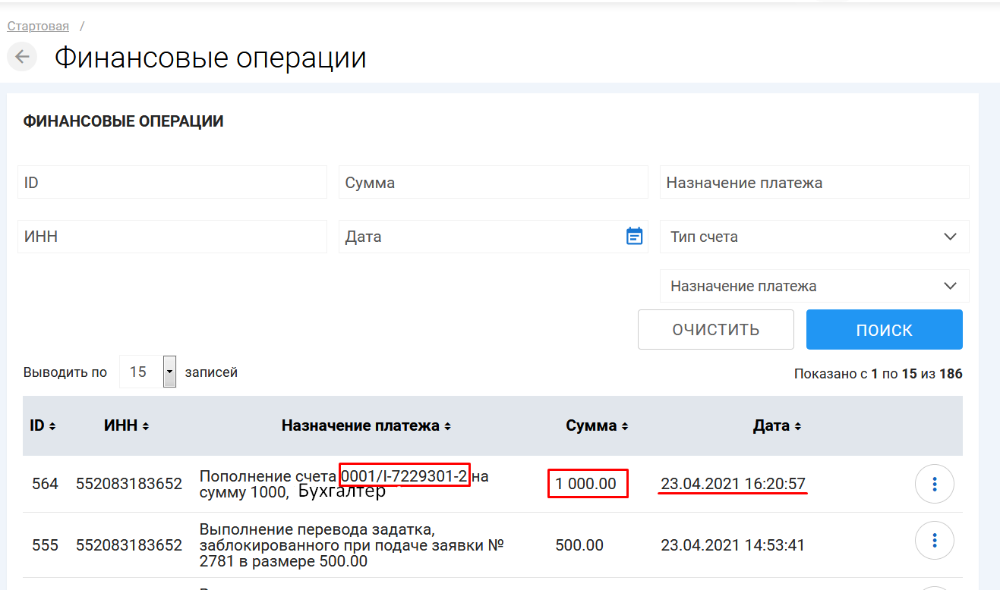 Стартовая /
Финансовые операции
ФИНАНСОВЫЕ ОПЕРАЦИИ
ID Сумма Назначение платежа
ИНН Дата Тип счета
Назначение платежа
ОЧИСТИТЬ ПОИСК
Выводить по 15 записей Показано с 1 по 15 из 186
ID ИНН Назначение платежа Сумма Дата
564 552083183652 Пополнение счета 0001/I-7229301-2 на 1 000.00 23.04.2021 16:20:57
сумму 1000, Бухгалтер
Выполнение перевода задатка,
555 552083183652 заблокированного при подаче заявки № 500.00 23.04.2021 14:53:41
2781 в размере 500.00